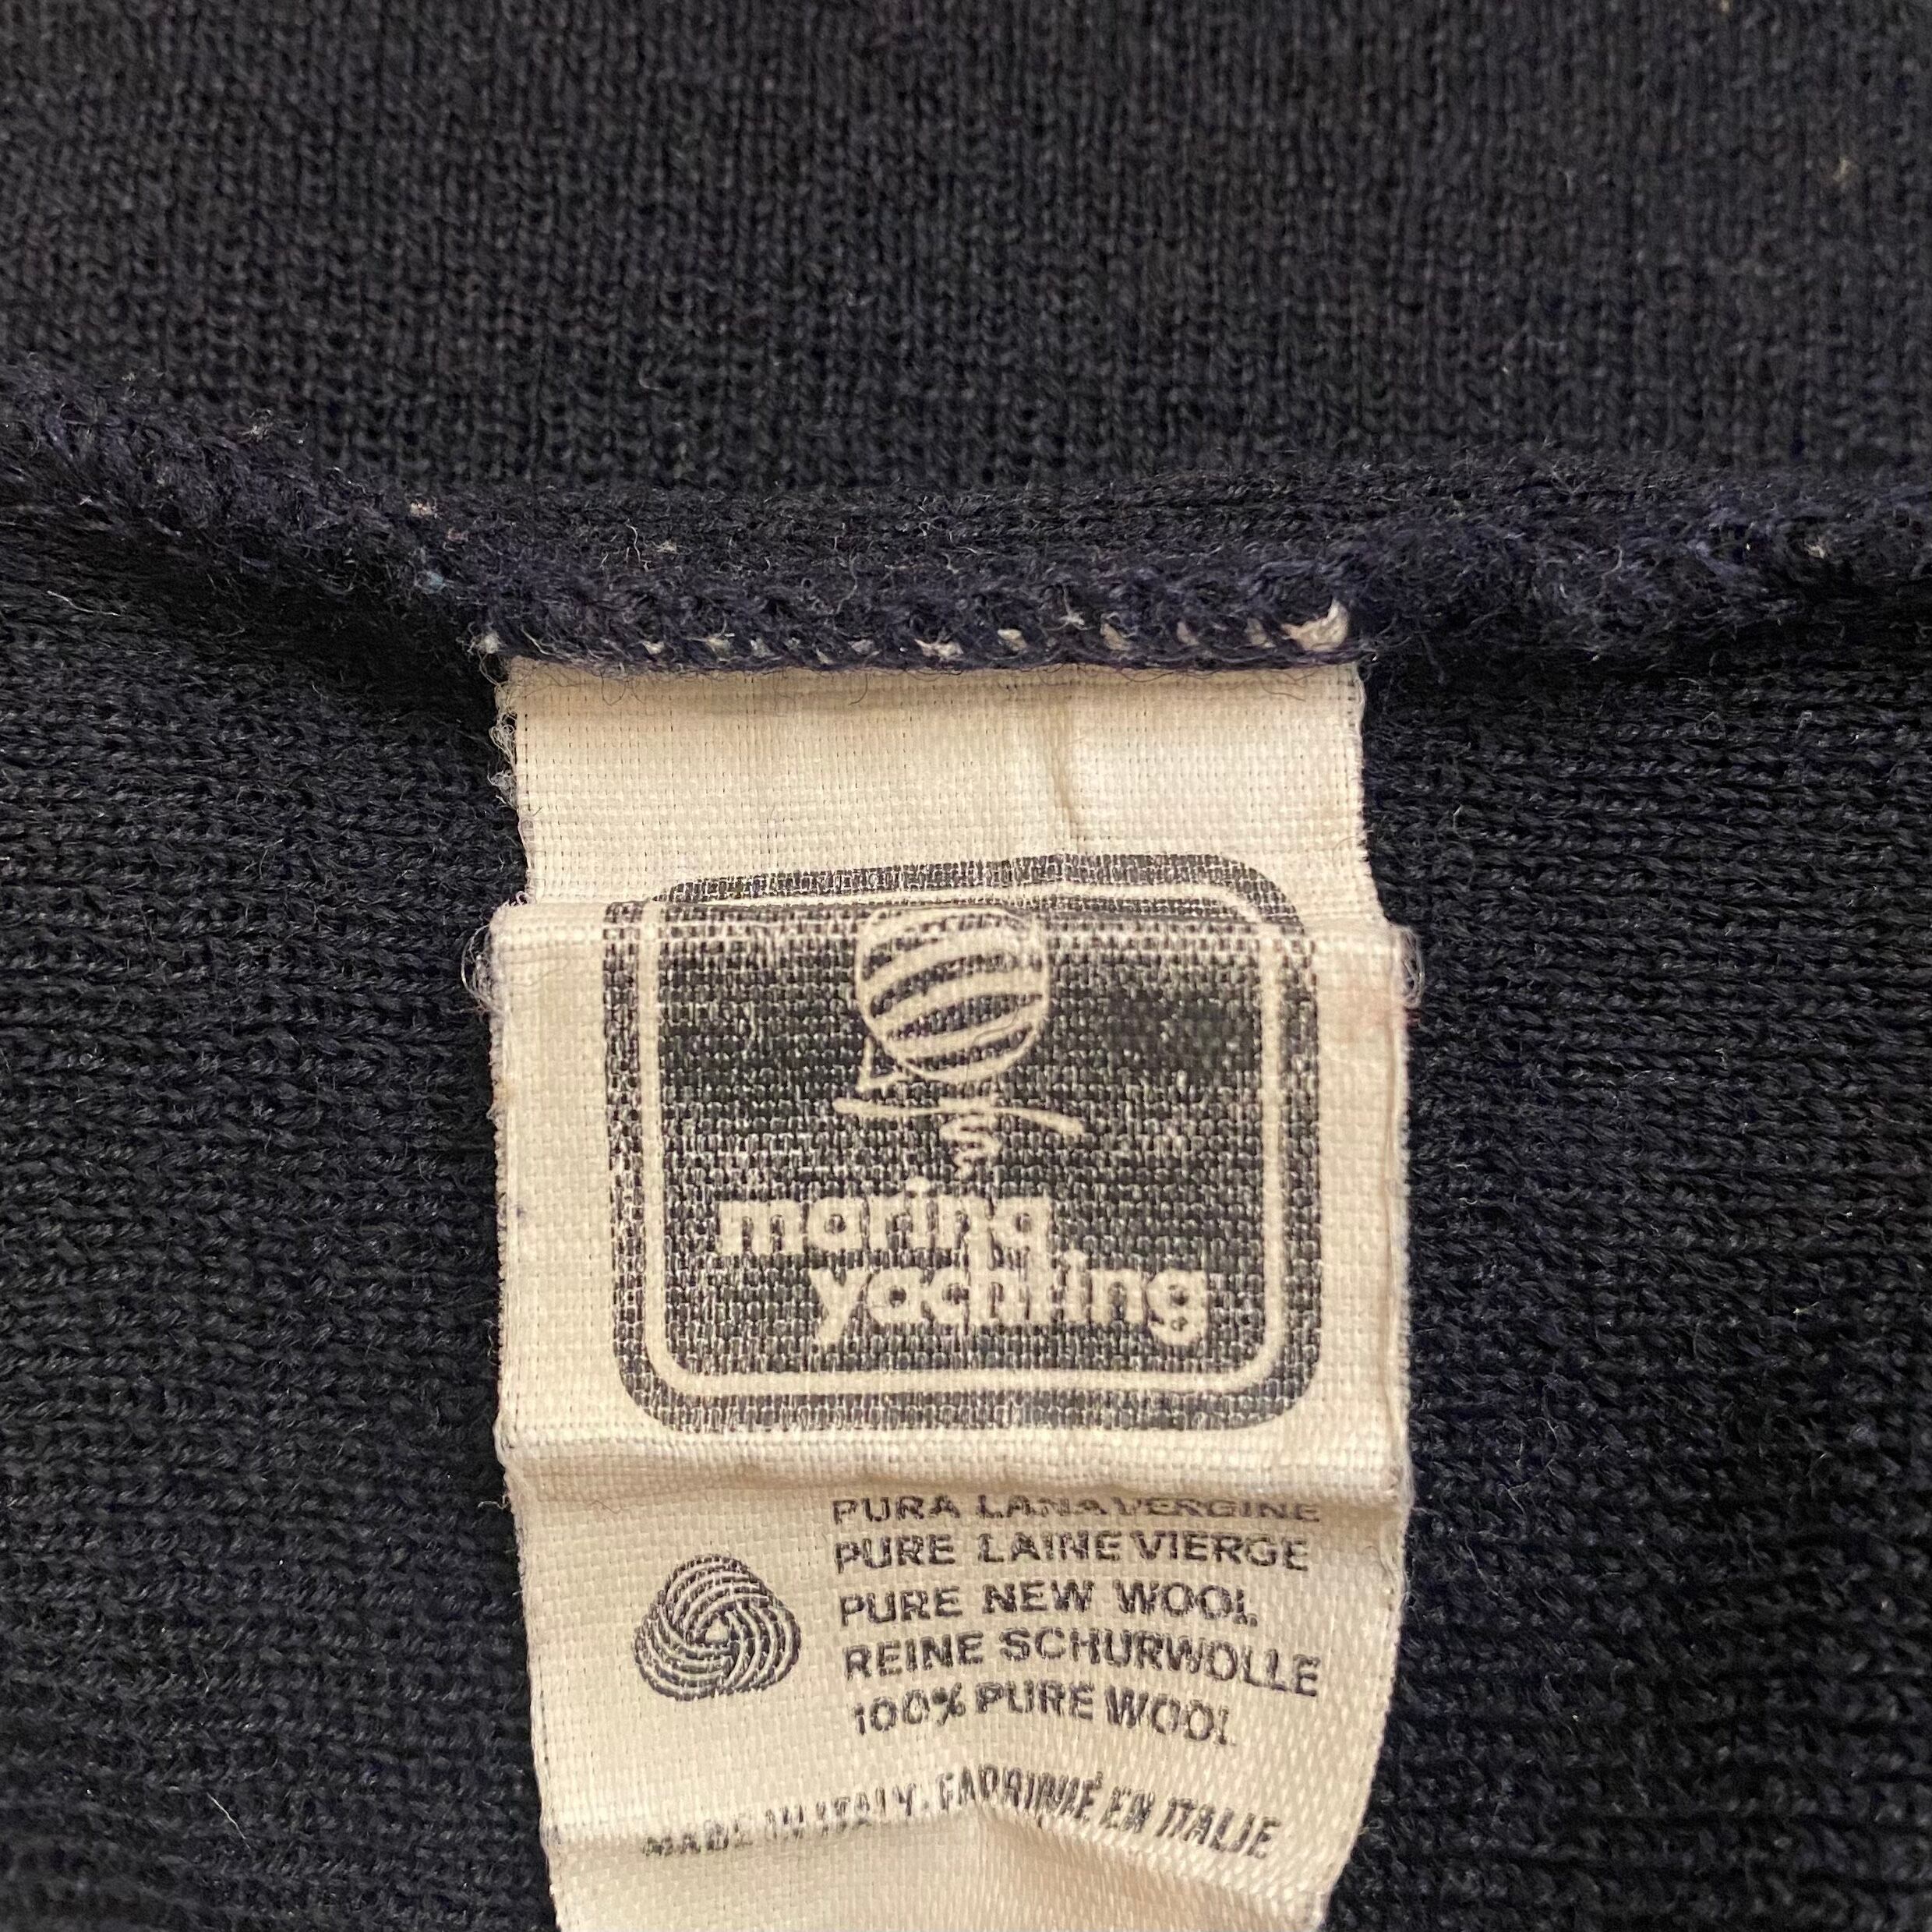 marina
yachting
PURA LANA VERGINE
PURE LAINE VIERGE
PURE NEW WOOL
REINE SCHURWOLLE
100% PURE WOOL
MADE IN ITALY. FABRIQUÉ EN ITALIE